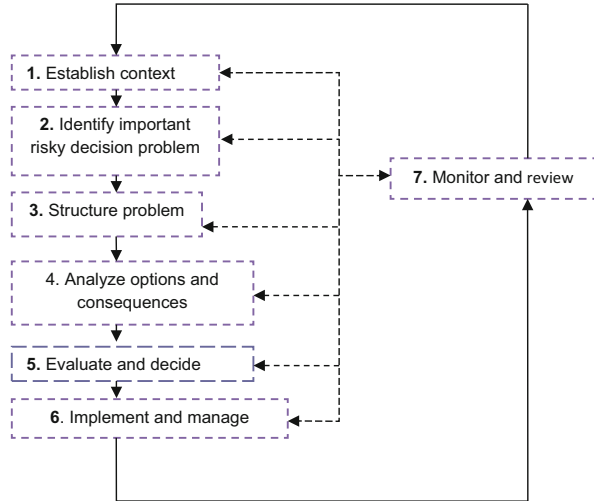 1. Establish context
2. Identify important
risky decision problem
3. Structure problem
4. Analyze options and
consequences
5. Evaluate and decide
6. Implement and manage
7. Monitor and review